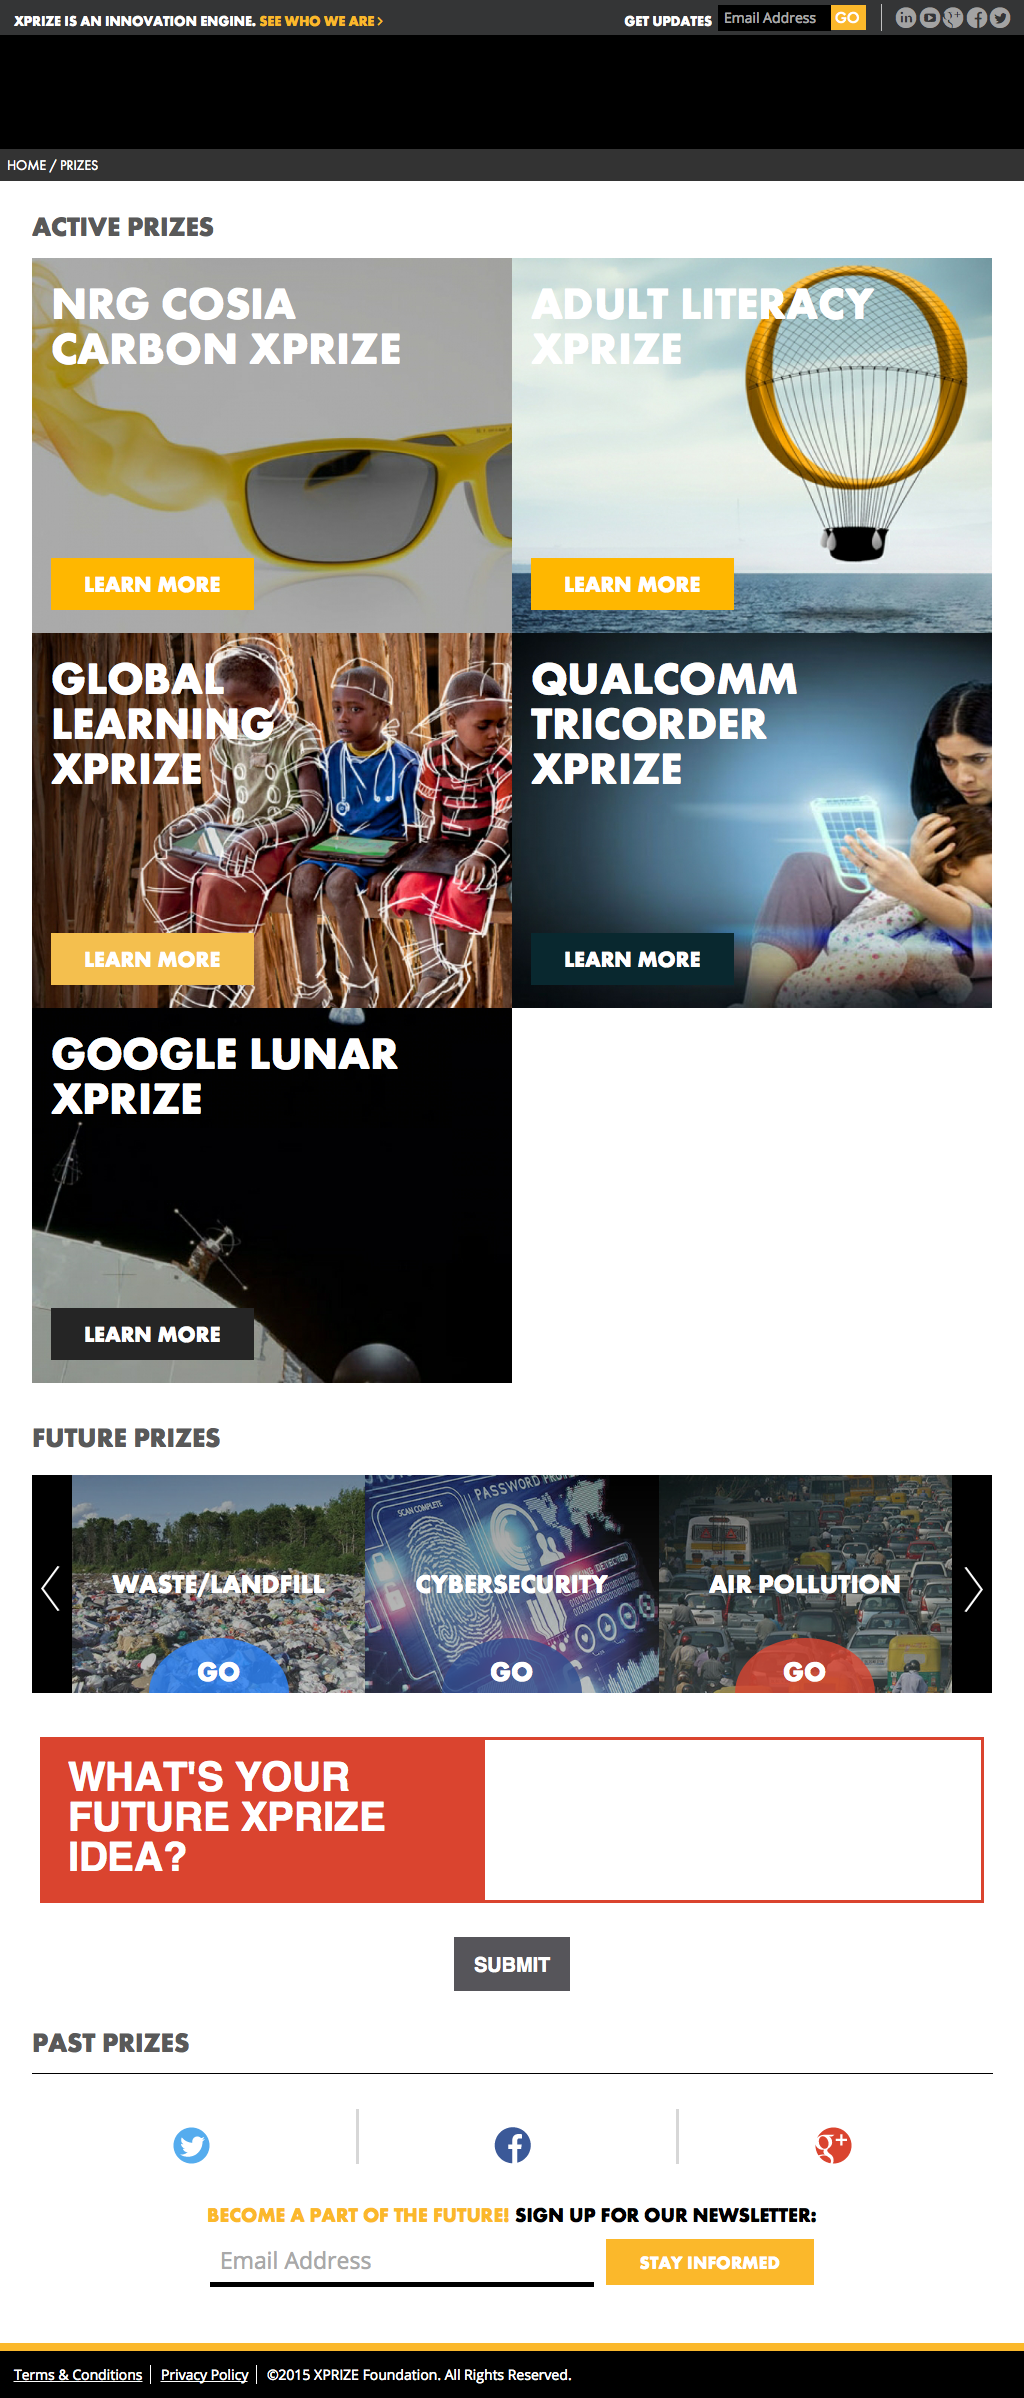 XPRIZE IS AN INNOVATION ENGINE. SEE WHO WE ARE >
GET UPDATES Email Address GO
HOME / PRIZES
ACTIVE PRIZES
NRG COSIA
CARBON XPRIZE
LEARN MORE
ADULT LITERACY
XPRIZE
LEARN MORE
GLOBAL
LEARNING
XPRIZE
LEARN MORE
QUALCOMM
TRICORDER
XPRIZE
LEARN MORE
GOOGLE LUNAR
XPRIZE
LEARN MORE
FUTURE PRIZES
WASTE/LANDFILL
GO
SCAN COMPLETE
CYBERSECURITY
GO
AIR POLLUTION
GO
WHAT'S YOUR
FUTURE XPRIZE
IDEA?
SUBMIT
PAST PRIZES
BECOME A PART OF THE FUTURE! SIGN UP FOR OUR NEWSLETTER:
Email Address
STAY INFORMED
Terms & Conditions | Privacy Policy | ©2015 XPRIZE Foundation. All Rights Reserved.